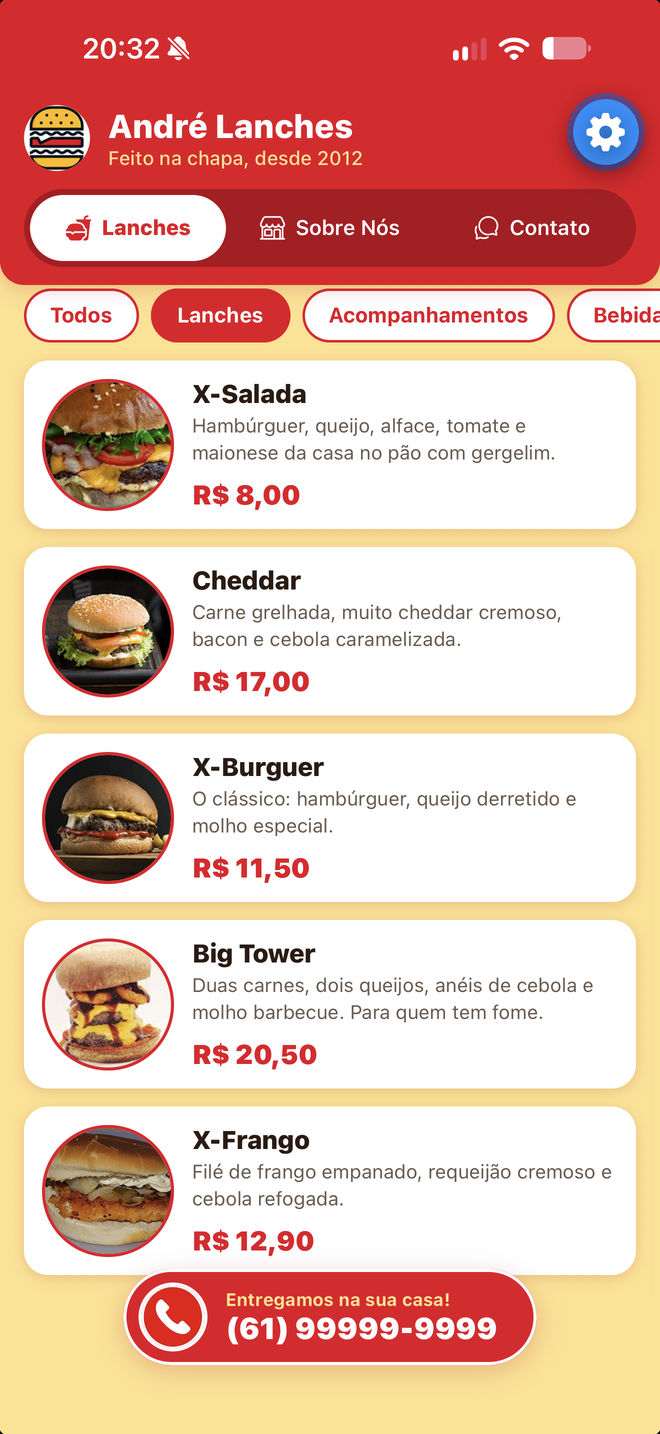 20:32
André Lanches
Feito na chapa, desde 2012
Lanches
Sobre Nós
Contato
Todos
Lanches
Acompanhamentos
Bebida
X-Salada
Hambúrguer, queijo, alface, tomate e
maionese da casa no pão com gergelim.
R$ 8,00
Cheddar
Carne grelhada, muito cheddar cremoso,
bacon e cebola caramelizada.
R$ 17,00
X-Burguer
O clássico: hambúrguer, queijo derretido e
molho especial.
R$ 11,50
Big Tower
Duas carnes, dois queijos, anéis de cebola e
molho barbecue. Para quem tem fome.
R$ 20,50
X-Frango
Filé de frango empanado, requeijão cremoso e
cebola refogada.
R$ 12,90
Entregamos na sua casa!
(61) 99999-9999